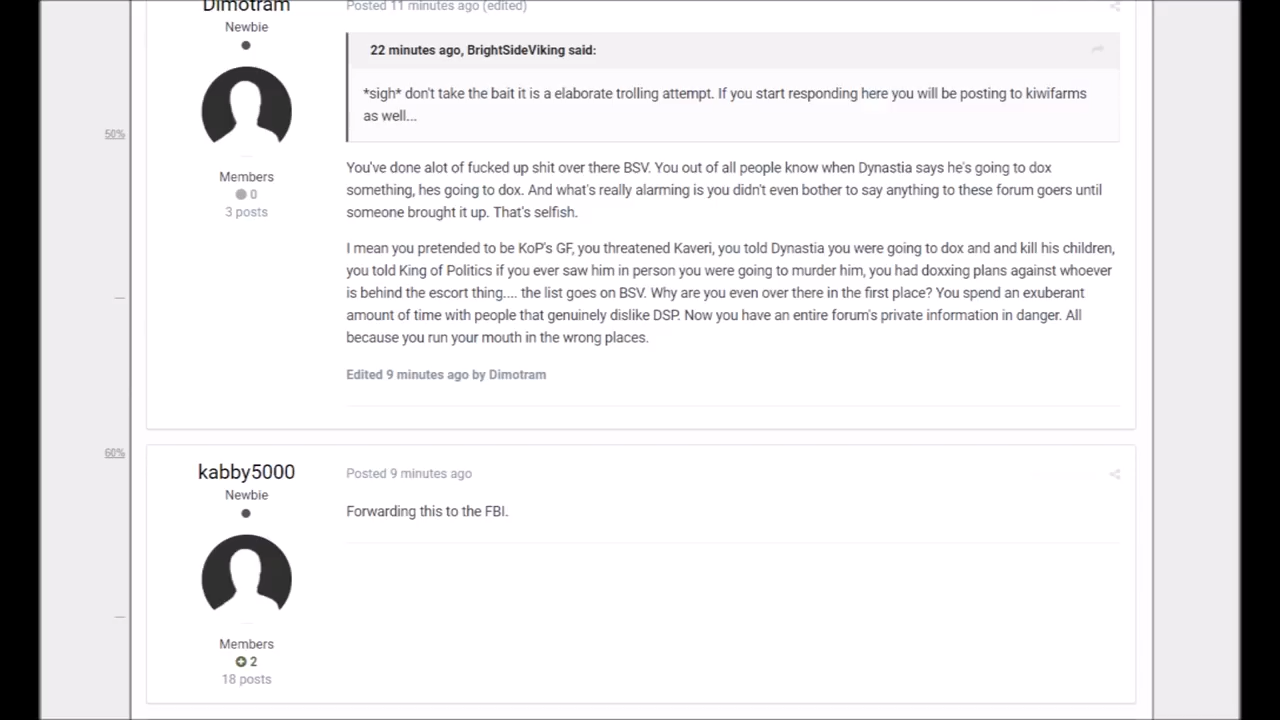 Dimotram
Newbie
Members
0
3 posts
Posted 11 minutes ago (edited)
22 minutes ago, BrightSideViking said:
*sigh* don't take the bait it is a elaborate trolling attempt. If you start responding here you will be posting to kiwifarms
as well...
You've done alot of fucked up shit over there BSV. You out of all people know when Dynastia says he's going to dox
something, hes going to dox. And what's really alarming is you didn't even bother to say anything to these forum goers until
someone brought it up. That's selfish.
I mean you pretended to be KoP's GF, you threatened Kaveri, you told Dynastia you were going to dox and and kill his children,
you told King of Politics if you ever saw him in person you were going to murder him, you had doxxing plans against whoever
is behind the escort thing.... the list goes on BSV. Why are you even over there in the first place? You spend an exuberant
amount of time with people that genuinely dislike DSP. Now you have an entire forum's private information in danger. All
because you run your mouth in the wrong places.
Edited 9 minutes ago by Dimotram
50%
60%
kabby5000
Newbie
Members
2
18 posts
Posted 9 minutes ago
Forwarding this to the FBI.